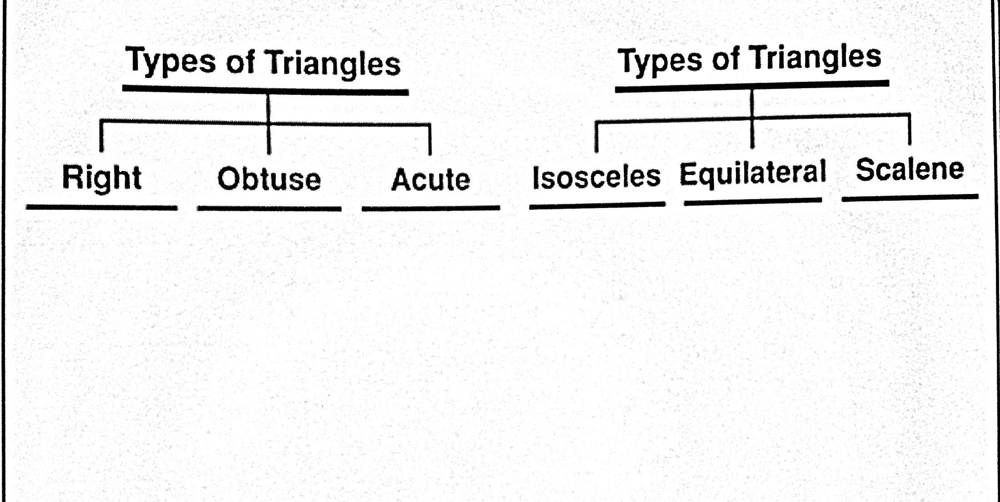 Types of Triangles
Right Obtuse Acute
Types of Triangles
Isosceles Equilateral Scalene